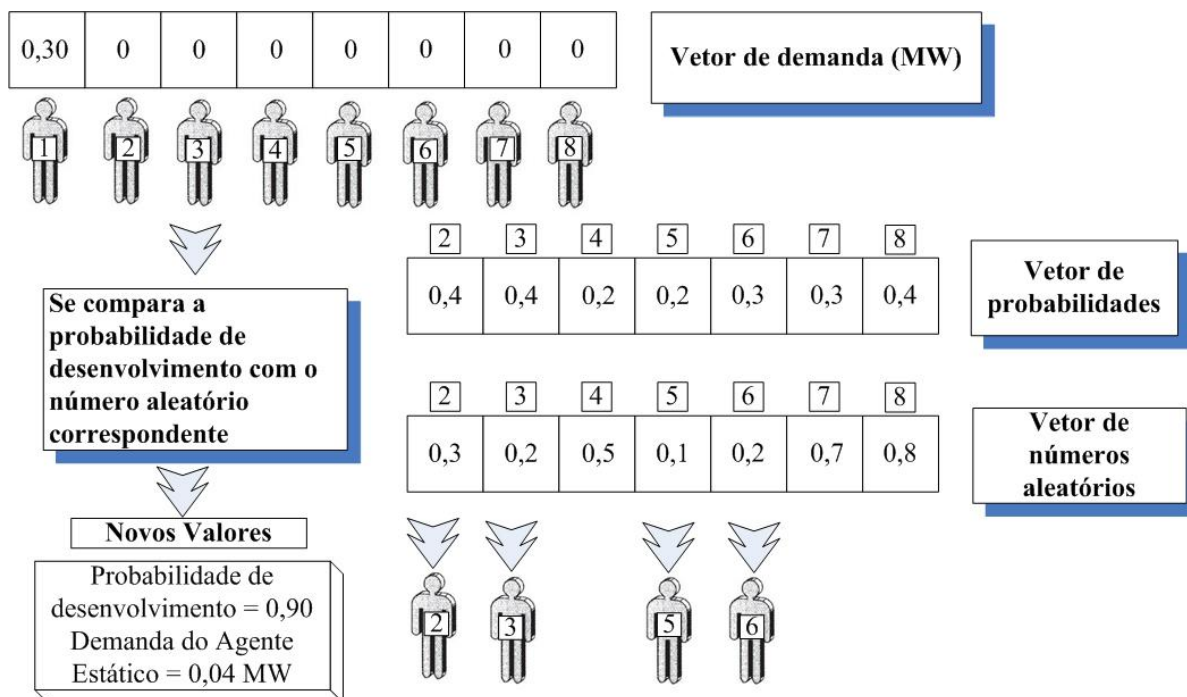 0,30 0 0 0 0 0 0 0
Vetor de demanda (MW)
1 2 3 4 5 6 7 8
2 3 4 5 6 7 8
0,4 0,4 0,2 0,2 0,3 0,3 0,4
Vetor de
probabilidades
Se compara a
probabilidade de
desenvolvimento com o
número aleatório
correspondente
2 3 4 5 6 7 8
0,3 0,2 0,5 0,1 0,2 0,7 0,8
Vetor de
números
aleatórios
Novos Valores
Probabilidade de
desenvolvimento = 0,90
Demanda do Agente
Estático = 0,04 MW
2 3 5 6